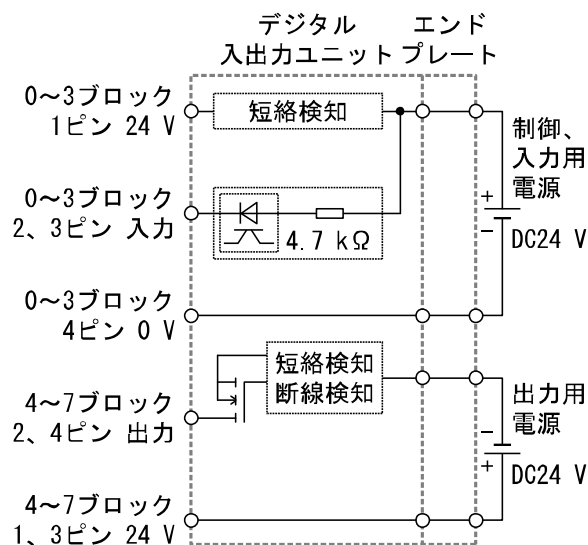 デジタル
入出力ユニット
エンド
プレート
0～3ブロック
1ピン 24 V
短絡検知
制御、
入力用
電源
+
−
DC24 V
0～3ブロック
2、3ピン 入力
4.7 kΩ
0～3ブロック
4ピン 0 V
短絡検知
断線検知
4～7ブロック
2、4ピン 出力
出力用
電源
−
+
DC24 V
4～7ブロック
1、3ピン 24 V